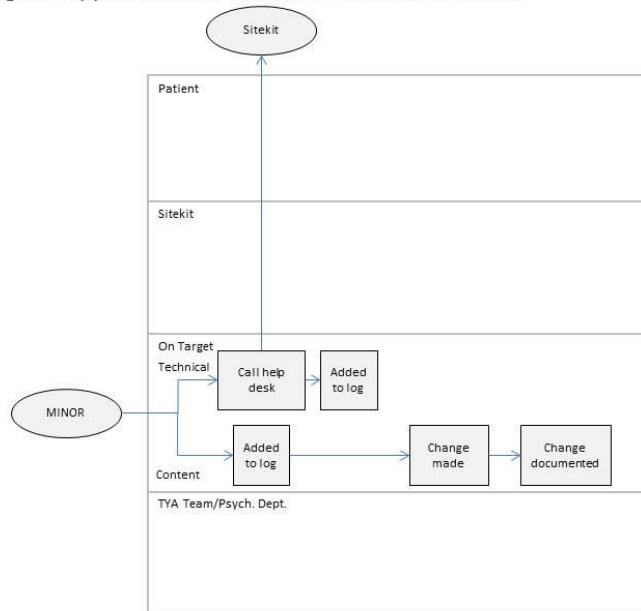 Sitekit
Patient
Sitekit
On Target
Technical
Call help
desk
Added
to log
MINOR
Added
to log
Change
made
Change
documented
Content
TYA Team/Psych. Dept.